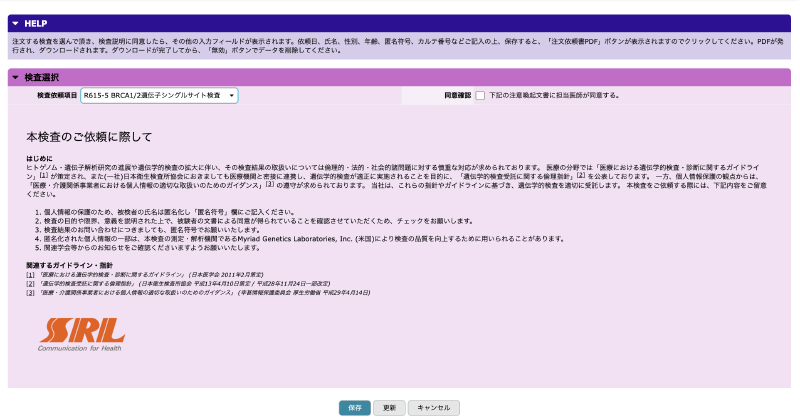 ▼ HELP
注文する検査を選んで頂き、検査説明に同意したら、その他の入力フィールドが表示されます。依頼日、氏名、性別、年齢、匿名符号、カルテ番号などご記入の上、保存すると、「注文依頼書PDF」ボタンが表示されますのでクリックしてください。PDFが発
行され、ダウンロードされます。ダウンロードが完了してから、「無効」ボタンでデータを削除してください。
▼ 検査選択
検査依頼項目 R615-5 BRCA1/2遺伝子シングルサイト検査 同意確認 下記の注意喚起文書に担当医師が同意する。
本検査のご依頼に際して
はじめに
ヒトゲノム・遺伝子解析研究の進展や遺伝学的検査の拡大に伴い、その検査結果の取扱いについては倫理的・法的・社会的諸問題に対する慎重な対応が求められております。 医療の分野では「医療における遺伝学的検査・診断に関するガイドライ
ン」[1] が策定され、また(一社)日本衛生検査所協会におきましても医療機関と密接に連携し、遺伝学的検査が適正に実施されることを目的に、「遺伝学的検査受託に関する倫理指針」[2] を公表しております。 一方、個人情報保護の観点からは、
「医療・介護関係事業者における個人情報の適切な取扱いのためのガイダンス」[3] の遵守が求められております。 当社は、これらの指針やガイドラインに基づき、遺伝学的検査を適切に受託します。 本検査をご依頼する際には、下記内容をご留意
ください。
1. 個人情報の保護のため、被検者の氏名は匿名化し「匿名符号」欄にご記入ください。
2. 検査の目的や限界、意義を説明された上で、被験者の文書による同意が得られていることを確認させていただくため、チェックをお願いします。
3. 検査結果のお問い合わせにつきましても、匿名符号でお願いいたします。
4. 匿名化された個人情報の一部は、本検査の測定・解析機関であるMyriad Genetics Laboratories, Inc. (米国)により検査の品質を向上するために用いられることがあります。
5. 関連学会等からのお知らせをご確認くださいますようお願いいたします。
関連するガイドライン・指針
[1] 「医療における遺伝学的検査・診断に関するガイドライン」 (日本医学会 2011年2月策定)
[2] 「遺伝学的検査受託に関する倫理指針」 (日本衛生検査所協会 平成13年4月10日策定 / 平成28年11月24日一部改定)
[3] 「医療・介護関係事業者における個人情報の適切な取扱いのためのガイダンス」 (個人情報保護委員会 厚生労働省 平成29年4月14日)
SRL
Communication for Health
保存 更新 キャンセル